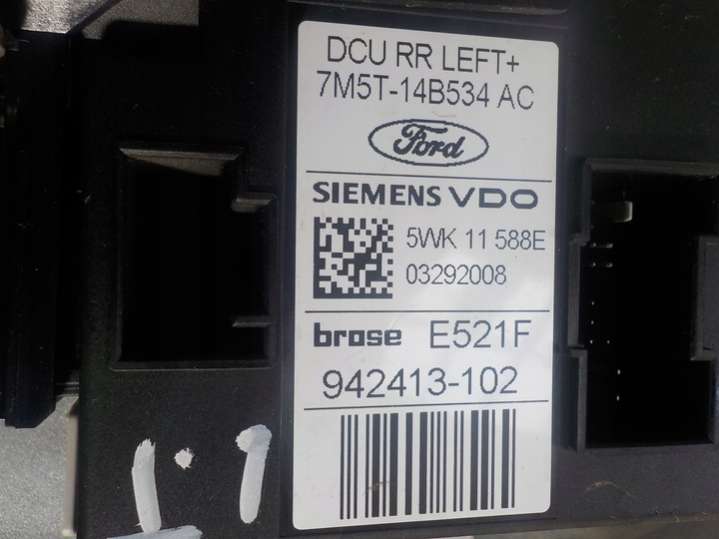 DCU RR LEFT+
7M5T-14B534 AC
Ford
SIEMENS VDO
5WK 11 588E
03292008
brose E521F
942413-102